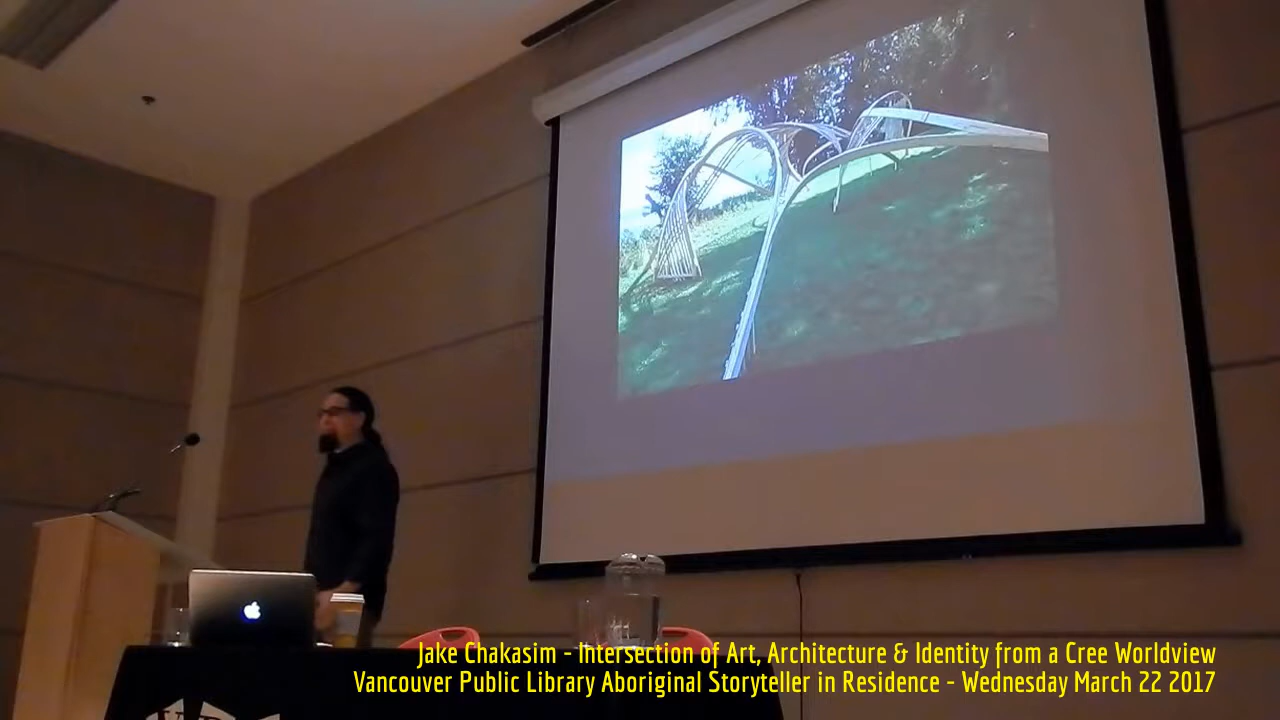 Jake Chakasim - Intersection of Art, Architecture & Identity from a Cree Worldview
Vancouver Public Library Aboriginal Storyteller in Residence - Wednesday March 22 2017